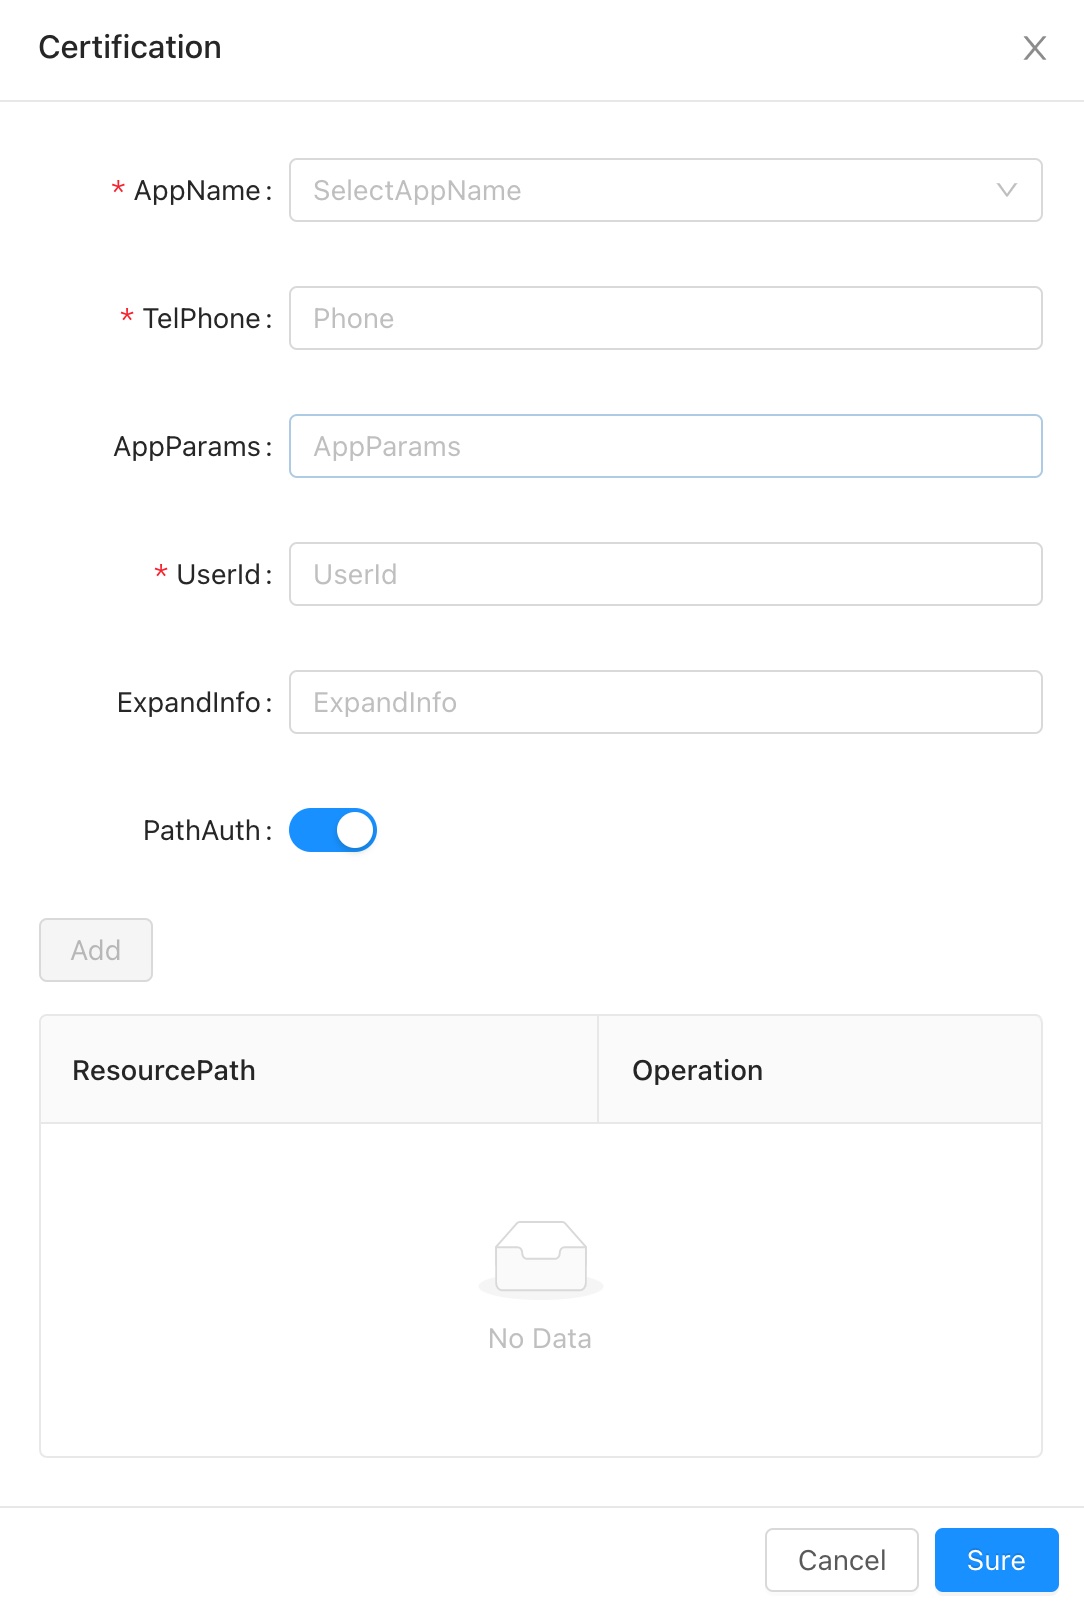 Certification
* AppName: SelectAppName
* TelPhone: Phone
AppParams: AppParams
* UserId: UserId
ExpandInfo: ExpandInfo
PathAuth:
Add
ResourcePath Operation
No Data
Cancel Sure